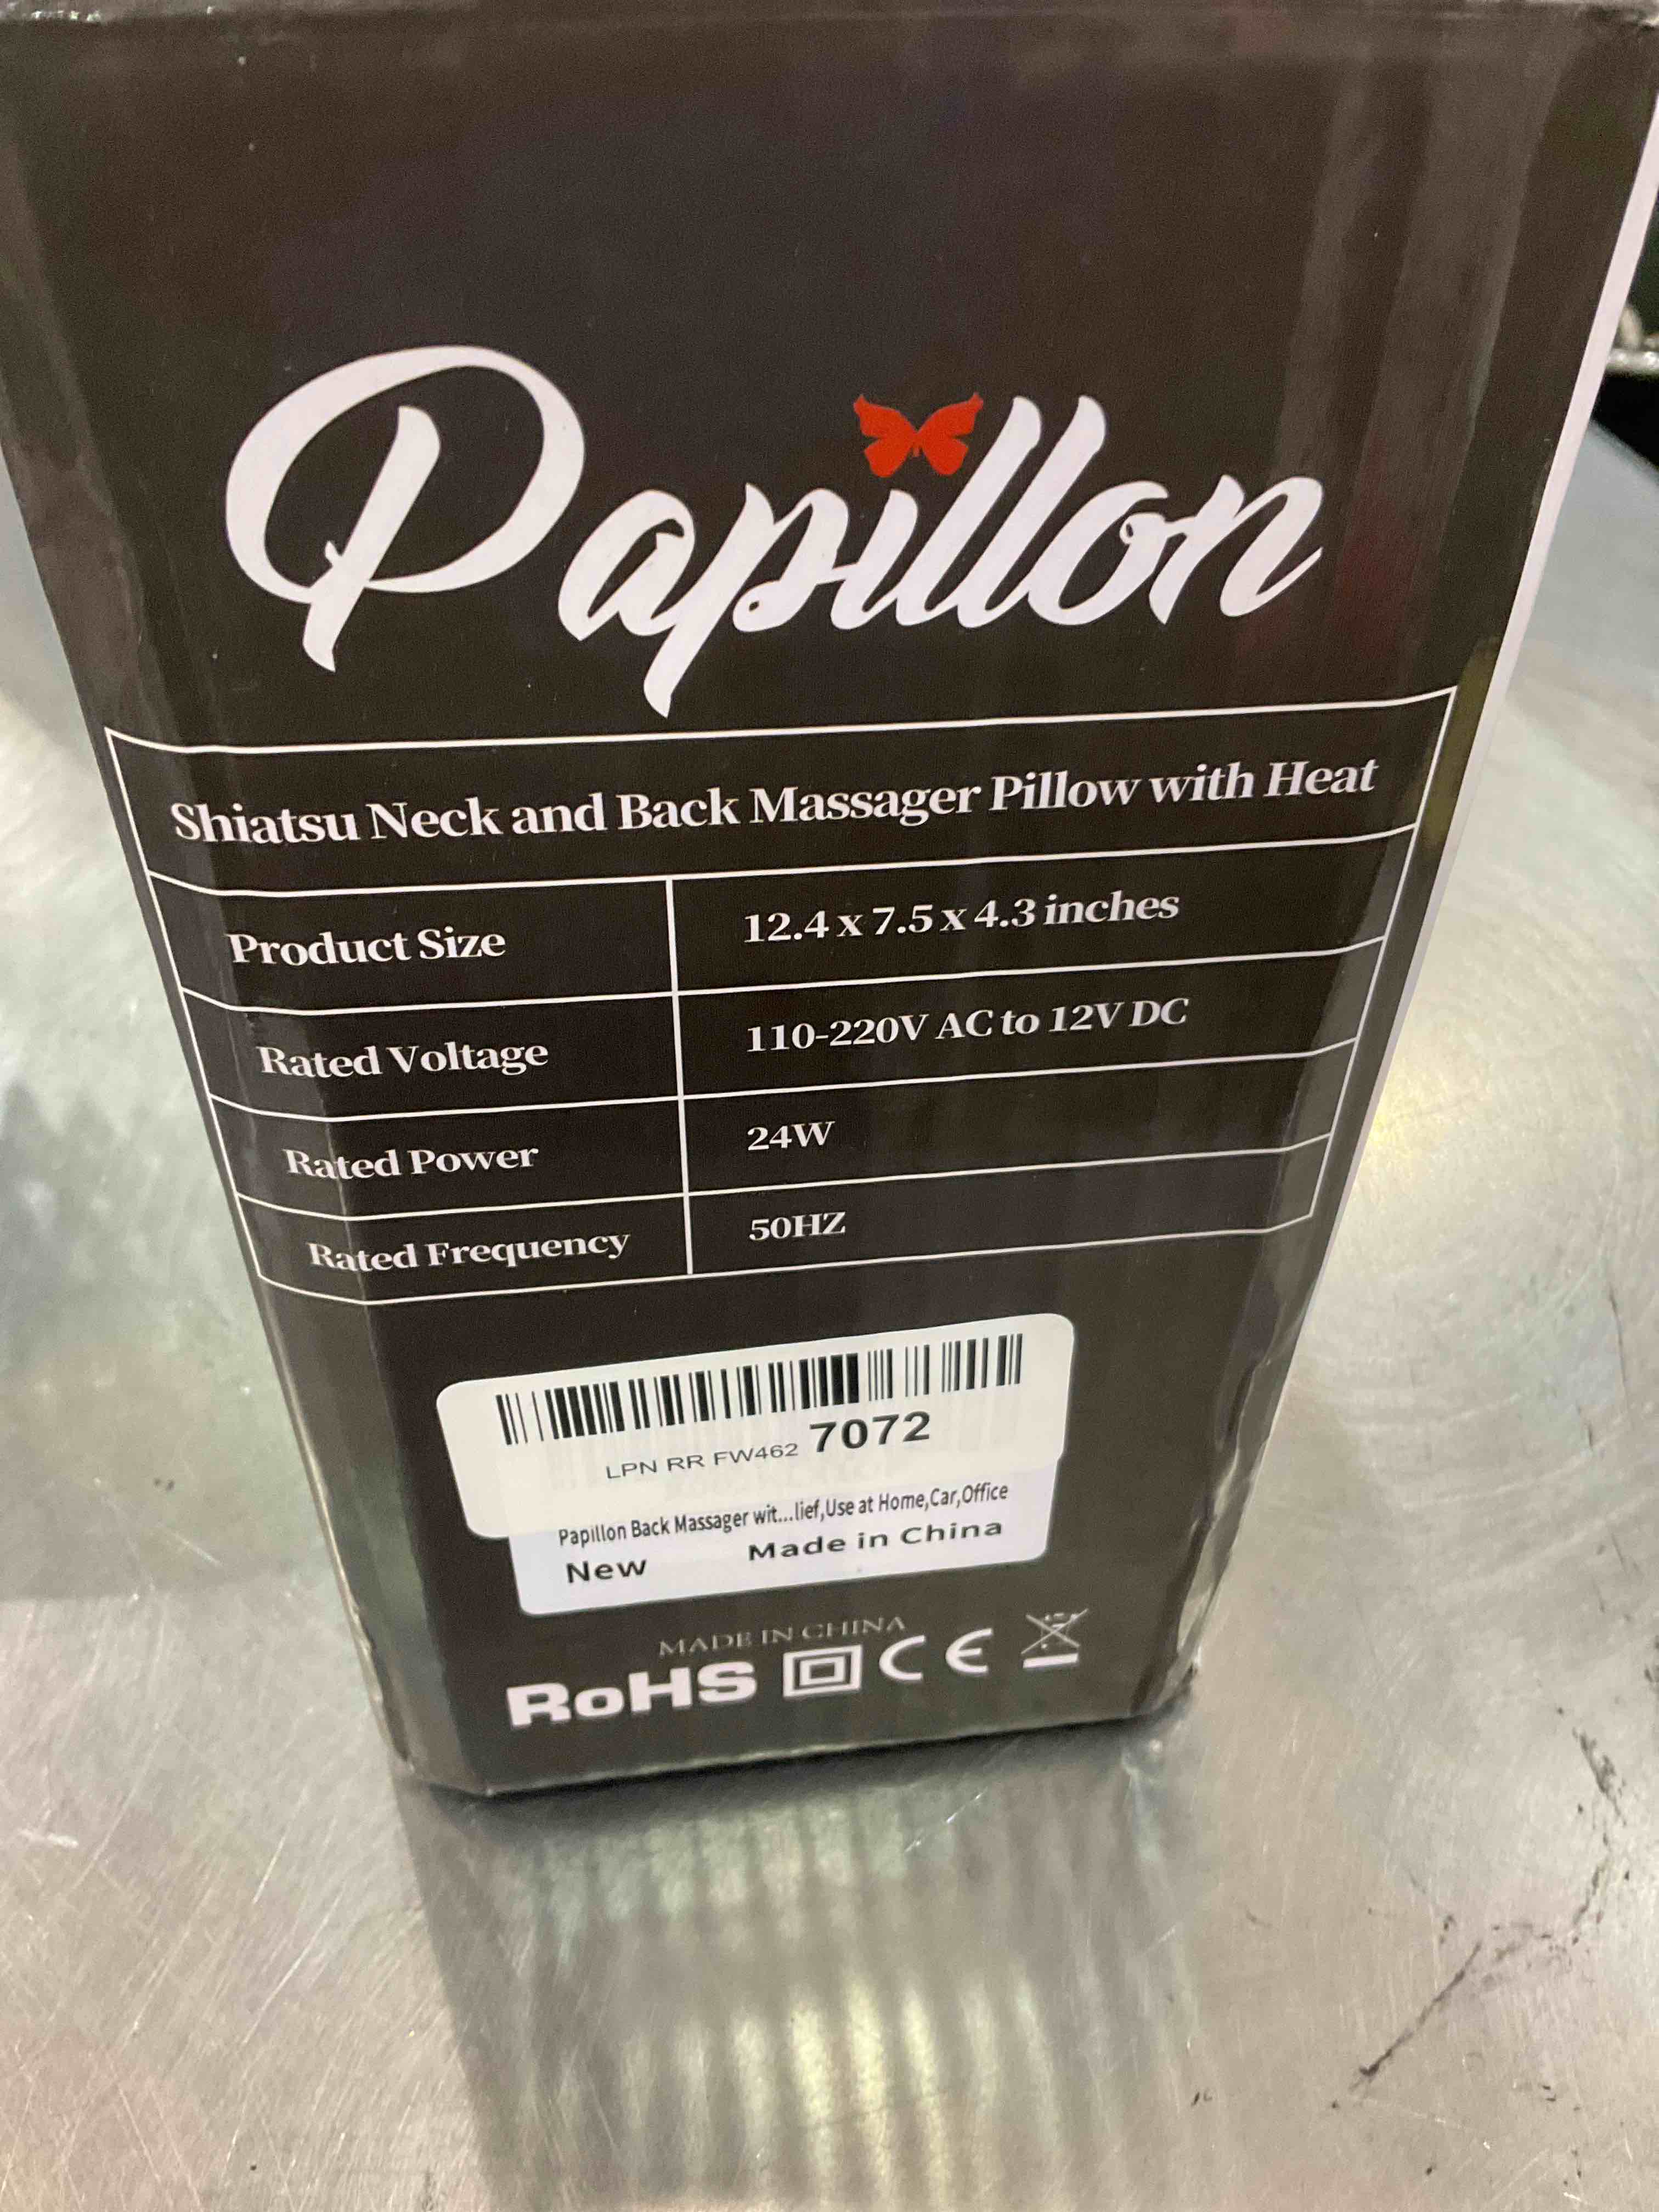 Papillon
Shiatsu Neck and Back Massager Pillow with Heat
Product Size 12.4 x 7.5 x 4.3 inches
Rated Voltage 110-220V AC to 12V DC
Rated Power 24W
Rated Frequency 50HZ
LPN RR FW462 7072
Papillon Back Massager wit...lief,Use at Home,Car,Office
New Made in China
MADE IN CHINA
RoHS CE